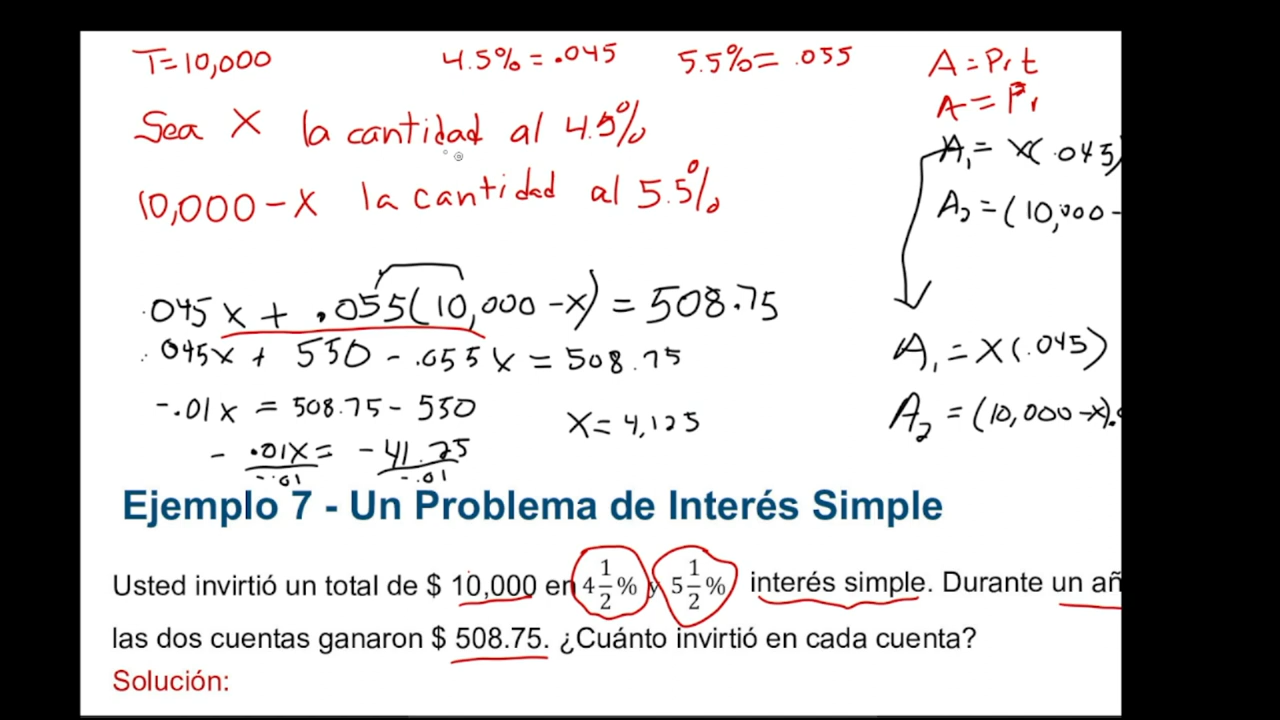 T=10,000 4.5%=.045 5.5%=.055 A=Prt
A=Pr
Sea X la cantidad al 4.5%
A₁=X(.045)
10,000-X la cantidad al 5.5%
A₂=(10,000-
.045x + .055(10,000-x) = 508.75
.045x + 550 - .055x = 508.75
A₁=X(.045)
-.01x = 508.75-550 X=4,125
A₂=(10,000-x).
- .01x = -41.25
-.01 -.01
Ejemplo 7 - Un Problema de Interés Simple
Usted invirtió un total de $ 10,000 en 4 1/2 % y 5 1/2 % interés simple. Durante un añ
las dos cuentas ganaron $ 508.75. ¿Cuánto invirtió en cada cuenta?
Solución: